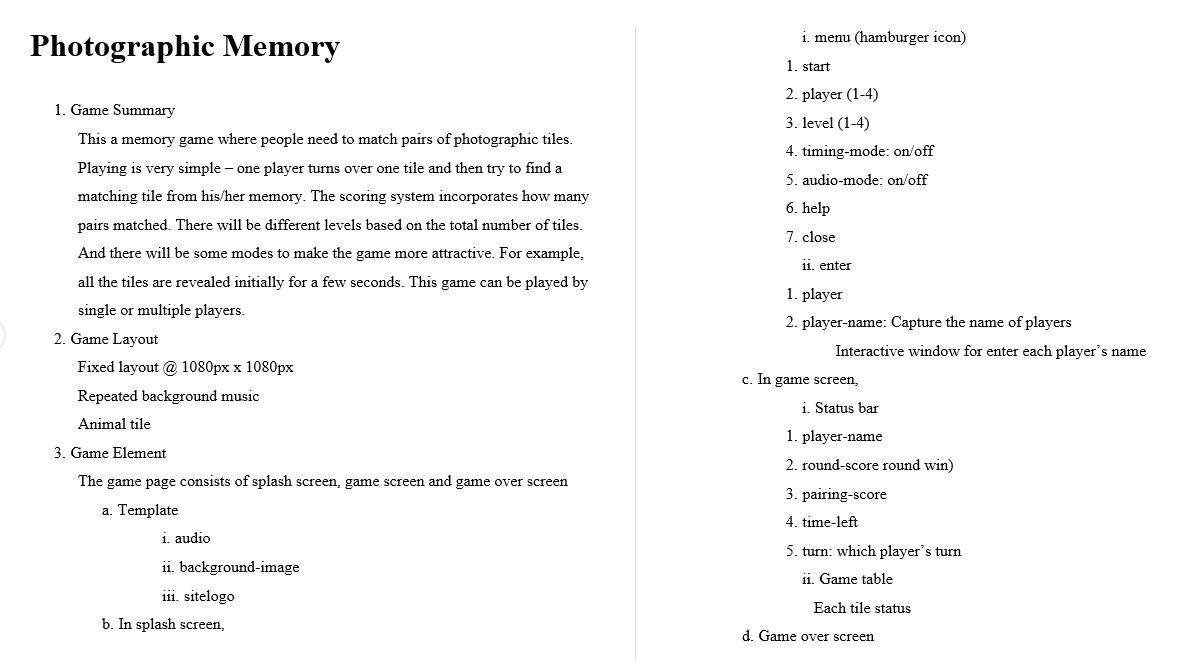 Photographic Memory
1. Game Summary
This a memory game where people need to match pairs of photographic tiles.
Playing is very simple – one player turns over one tile and then try to find a
matching tile from his/her memory. The scoring system incorporates how many
pairs matched. There will be different levels based on the total number of tiles.
And there will be some modes to make the game more attractive. For example,
all the tiles are revealed initially for a few seconds. This game can be played by
single or multiple players.
2. Game Layout
Fixed layout @ 1080px x 1080px
Repeated background music
Animal tile
3. Game Element
The game page consists of splash screen, game screen and game over screen
a. Template
i. audio
ii. background-image
iii. sitelogo
b. In splash screen,
i. menu (hamburger icon)
1. start
2. player (1-4)
3. level (1-4)
4. timing-mode: on/off
5. audio-mode: on/off
6. help
7. close
ii. enter
1. player
2. player-name: Capture the name of players
Interactive window for enter each player’s name
c. In game screen,
i. Status bar
1. player-name
2. round-score round win)
3. pairing-score
4. time-left
5. turn: which player’s turn
ii. Game table
Each tile status
d. Game over screen